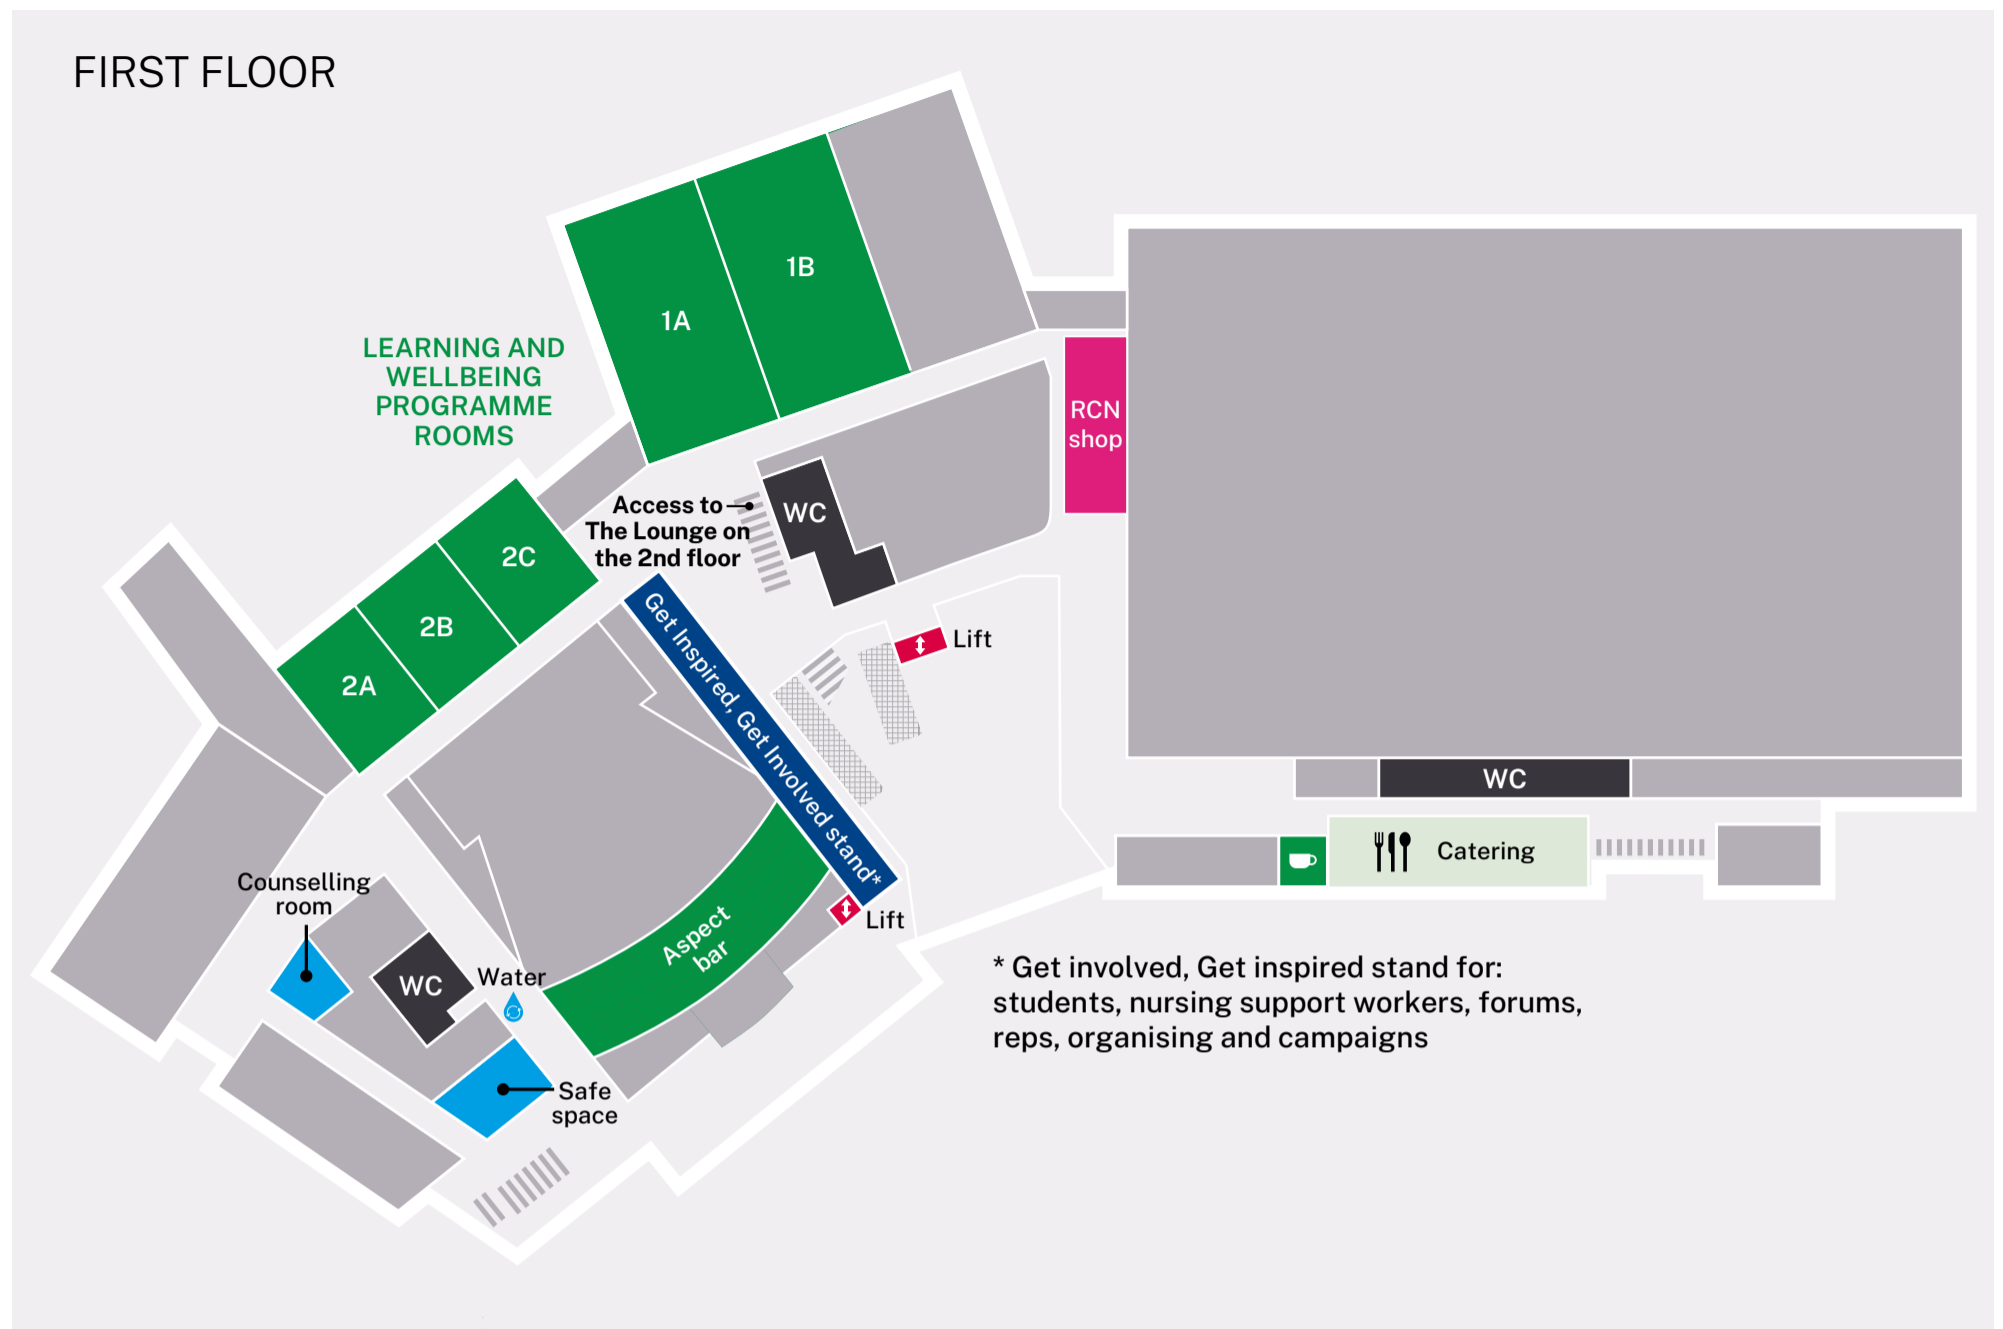 FIRST FLOOR
1B
1A
LEARNING AND
WELLBEING
PROGRAMME
ROOMS
RCN
shop
Access to
The Lounge on
the 2nd floor
WC
2C
2B
2A
Get Inspired, Get Involved stand*
Lift
WC
Catering
Counselling
room
Aspect
bar
Lift
WC
Water
Safe
space
* Get involved, Get inspired stand for:
students, nursing support workers, forums,
reps, organising and campaigns